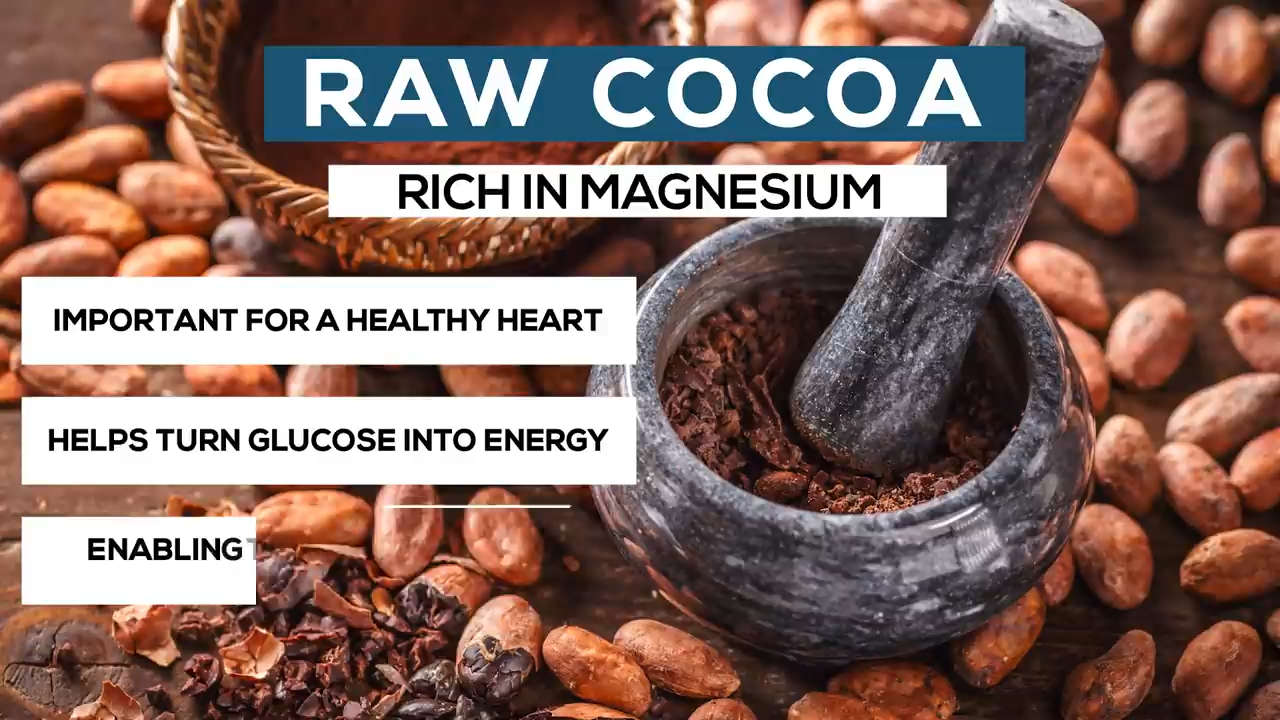 RAW COCOA
RICH IN MAGNESIUM
IMPORTANT FOR A HEALTHY HEART
HELPS TURN GLUCOSE INTO ENERGY
ENABLING